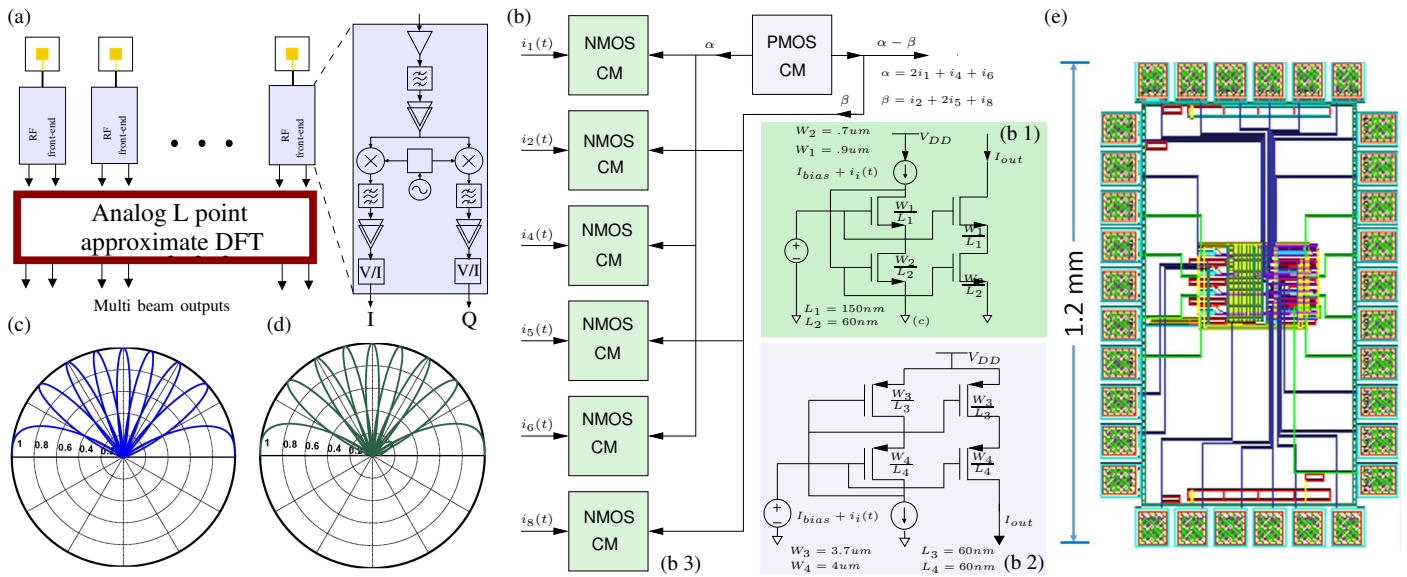 (a)
RF
front-end
RF
front-end
RF
front-end
Analog L point
approximate DFT
Multi beam outputs
V/I
V/I
I
Q
(b)
i1(t)
NMOS
CM
α
PMOS
CM
α − β
α = 2i1 + i4 + i6
β
β = i2 + 2i5 + i8
i2(t)
NMOS
CM
i4(t)
NMOS
CM
i5(t)
NMOS
CM
i6(t)
NMOS
CM
i8(t)
NMOS
CM
(b 3)
(b 1)
W2 = .7um
W1 = .9um
VDD
Iout
Ibias + ii(t)
W1
L1
W1
L1
W2
L2
W2
L2
L1 = 150nm
L2 = 60nm
(c)
VDD
W3
L3
W3
L3
W4
L4
W4
L4
Ibias + ii(t)
Iout
W3 = 3.7um
W4 = 4um
L3 = 60nm
L4 = 60nm
(b 2)
(c)
1
0.8
0.6
0.4
(d)
1
0.8
0.6
0.4
0.2
(e)
1.2 mm